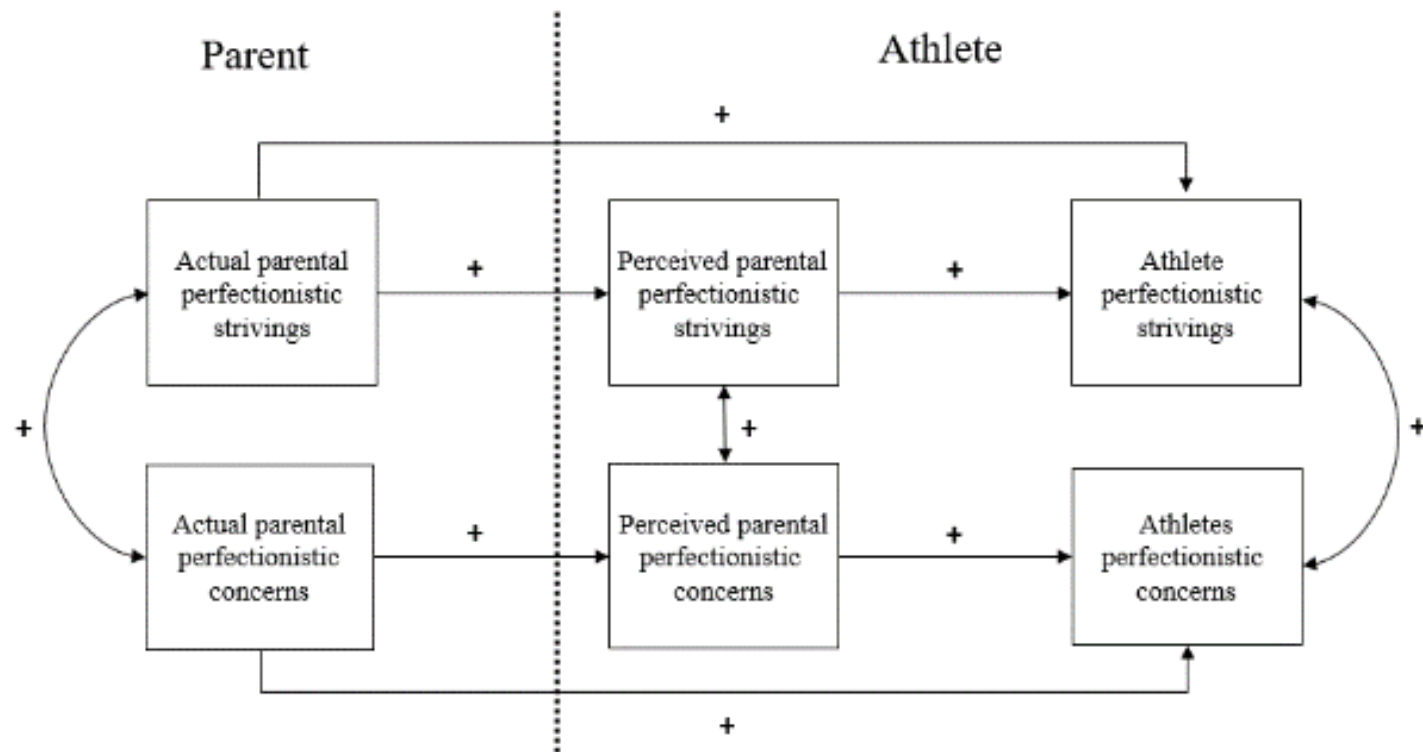 Parent
Athlete
+
Actual parental
perfectionistic
strivings
+
Perceived parental
perfectionistic
strivings
+
Athlete
perfectionistic
strivings
+
+
+
Actual parental
perfectionistic
concerns
+
Perceived parental
perfectionistic
concerns
+
Athletes
perfectionistic
concerns
+